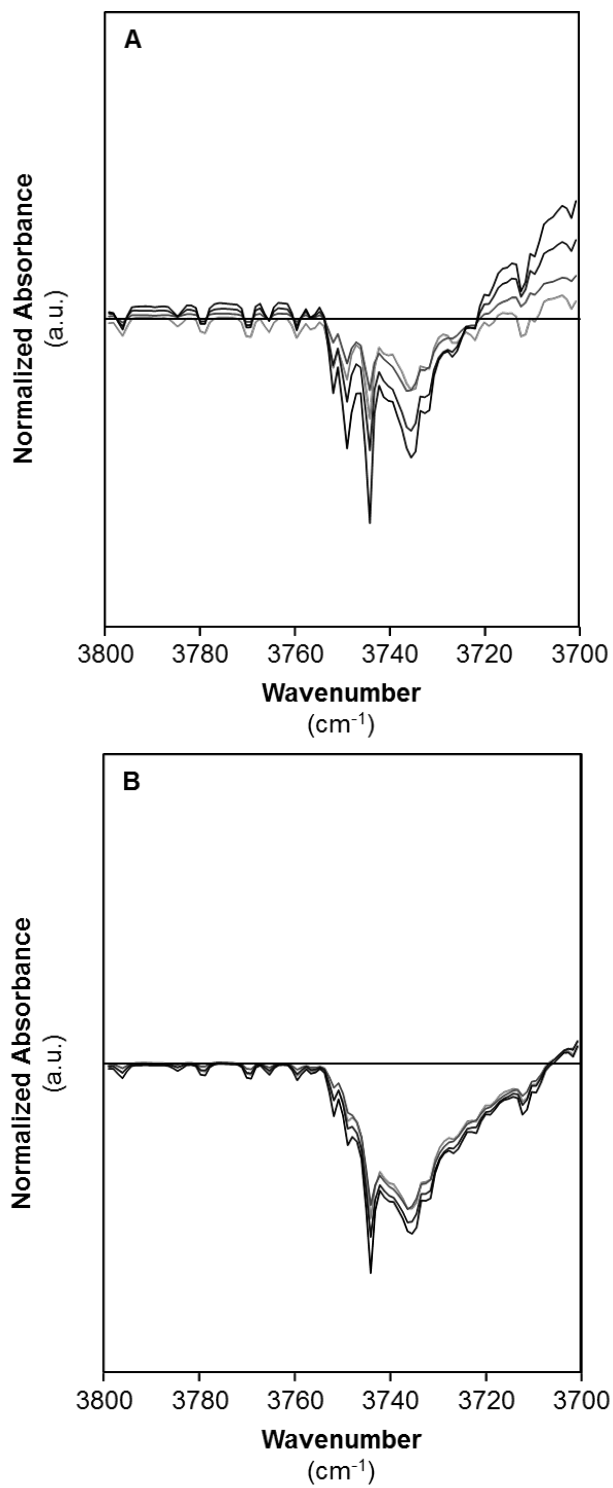 A
Normalized Absorbance
(a.u.)
3800 3780 3760 3740 3720 3700
Wavenumber
(cm-1)
B
Normalized Absorbance
(a.u.)
3800 3780 3760 3740 3720 3700
Wavenumber
(cm-1)